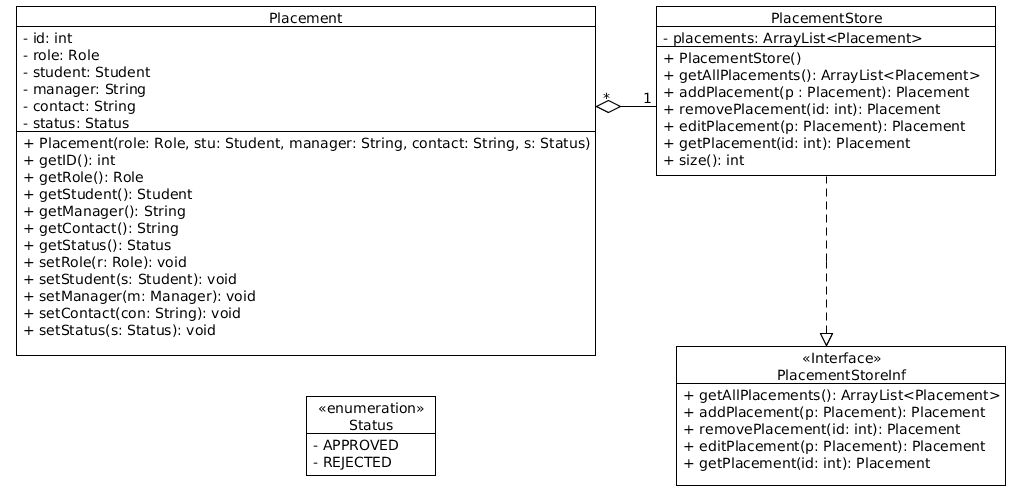 Placement
- id: int
- role: Role
- student: Student
- manager: String
- contact: String
- status: Status
+ Placement(role: Role, stu: Student, manager: String, contact: String, s: Status)
+ getID(): int
+ getRole(): Role
+ getStudent(): Student
+ getManager(): String
+ getContact(): String
+ getStatus(): Status
+ setRole(r: Role): void
+ setStudent(s: Student): void
+ setManager(m: Manager): void
+ setContact(con: String): void
+ setStatus(s: Status): void
* 1
PlacementStore
- placements: ArrayList<Placement>
+ PlacementStore()
+ getAllPlacements(): ArrayList<Placement>
+ addPlacement(p : Placement): Placement
+ removePlacement(id: int): Placement
+ editPlacement(p: Placement): Placement
+ getPlacement(id: int): Placement
+ size(): int
«Interface»
PlacementStoreInf
+ getAllPlacements(): ArrayList<Placement>
+ addPlacement(p: Placement): Placement
+ removePlacement(id: int): Placement
+ editPlacement(p: Placement): Placement
+ getPlacement(id: int): Placement
«enumeration»
Status
- APPROVED
- REJECTED